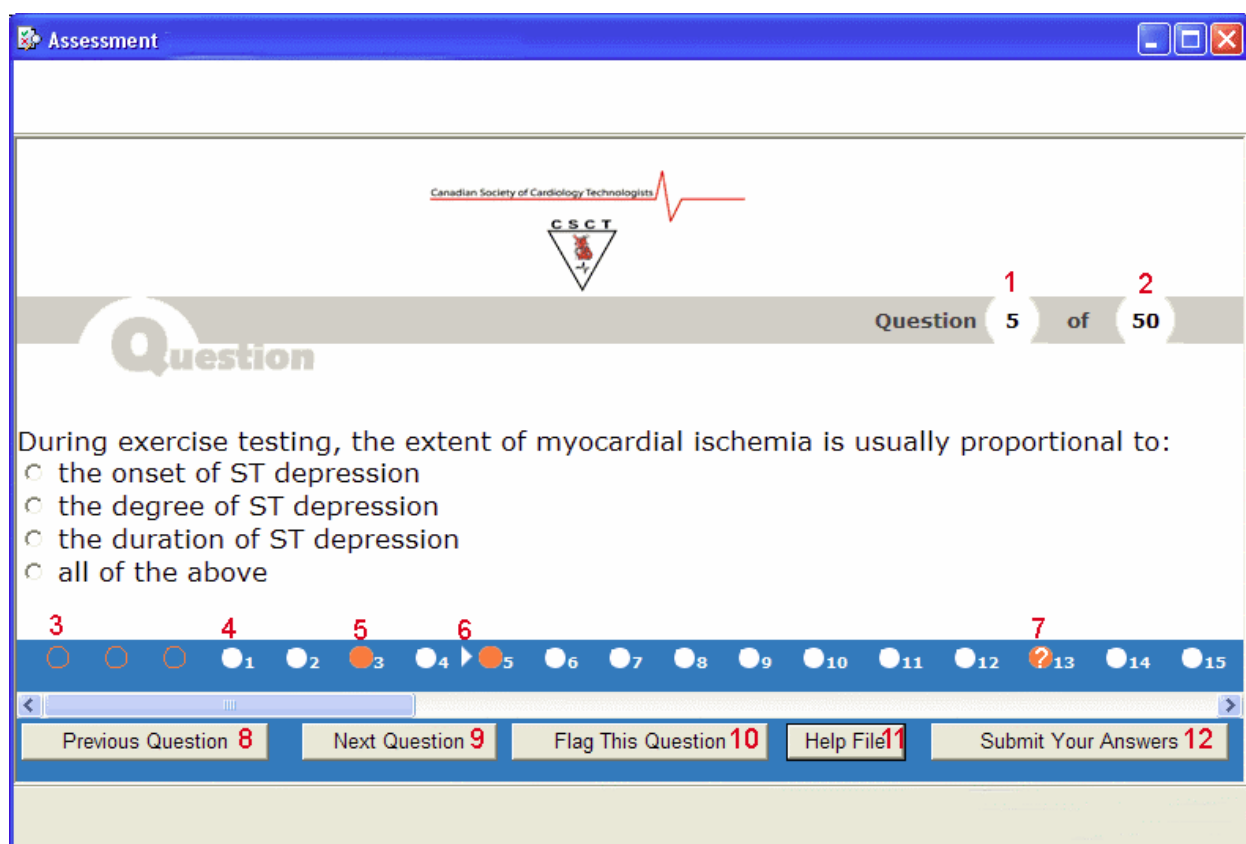 Assessment
Canadian Society of Cardiology Technologists
C S C T
1 2
Question 5 of 50
Question
During exercise testing, the extent of myocardial ischemia is usually proportional to:
the onset of ST depression
the degree of ST depression
the duration of ST depression
all of the above
3 4 5 6 7
1 2 3 4 5 6 7 8 9 10 11 12 ? 13 14 15
Previous Question 8 Next Question 9 Flag This Question 10 Help File 11 Submit Your Answers 12